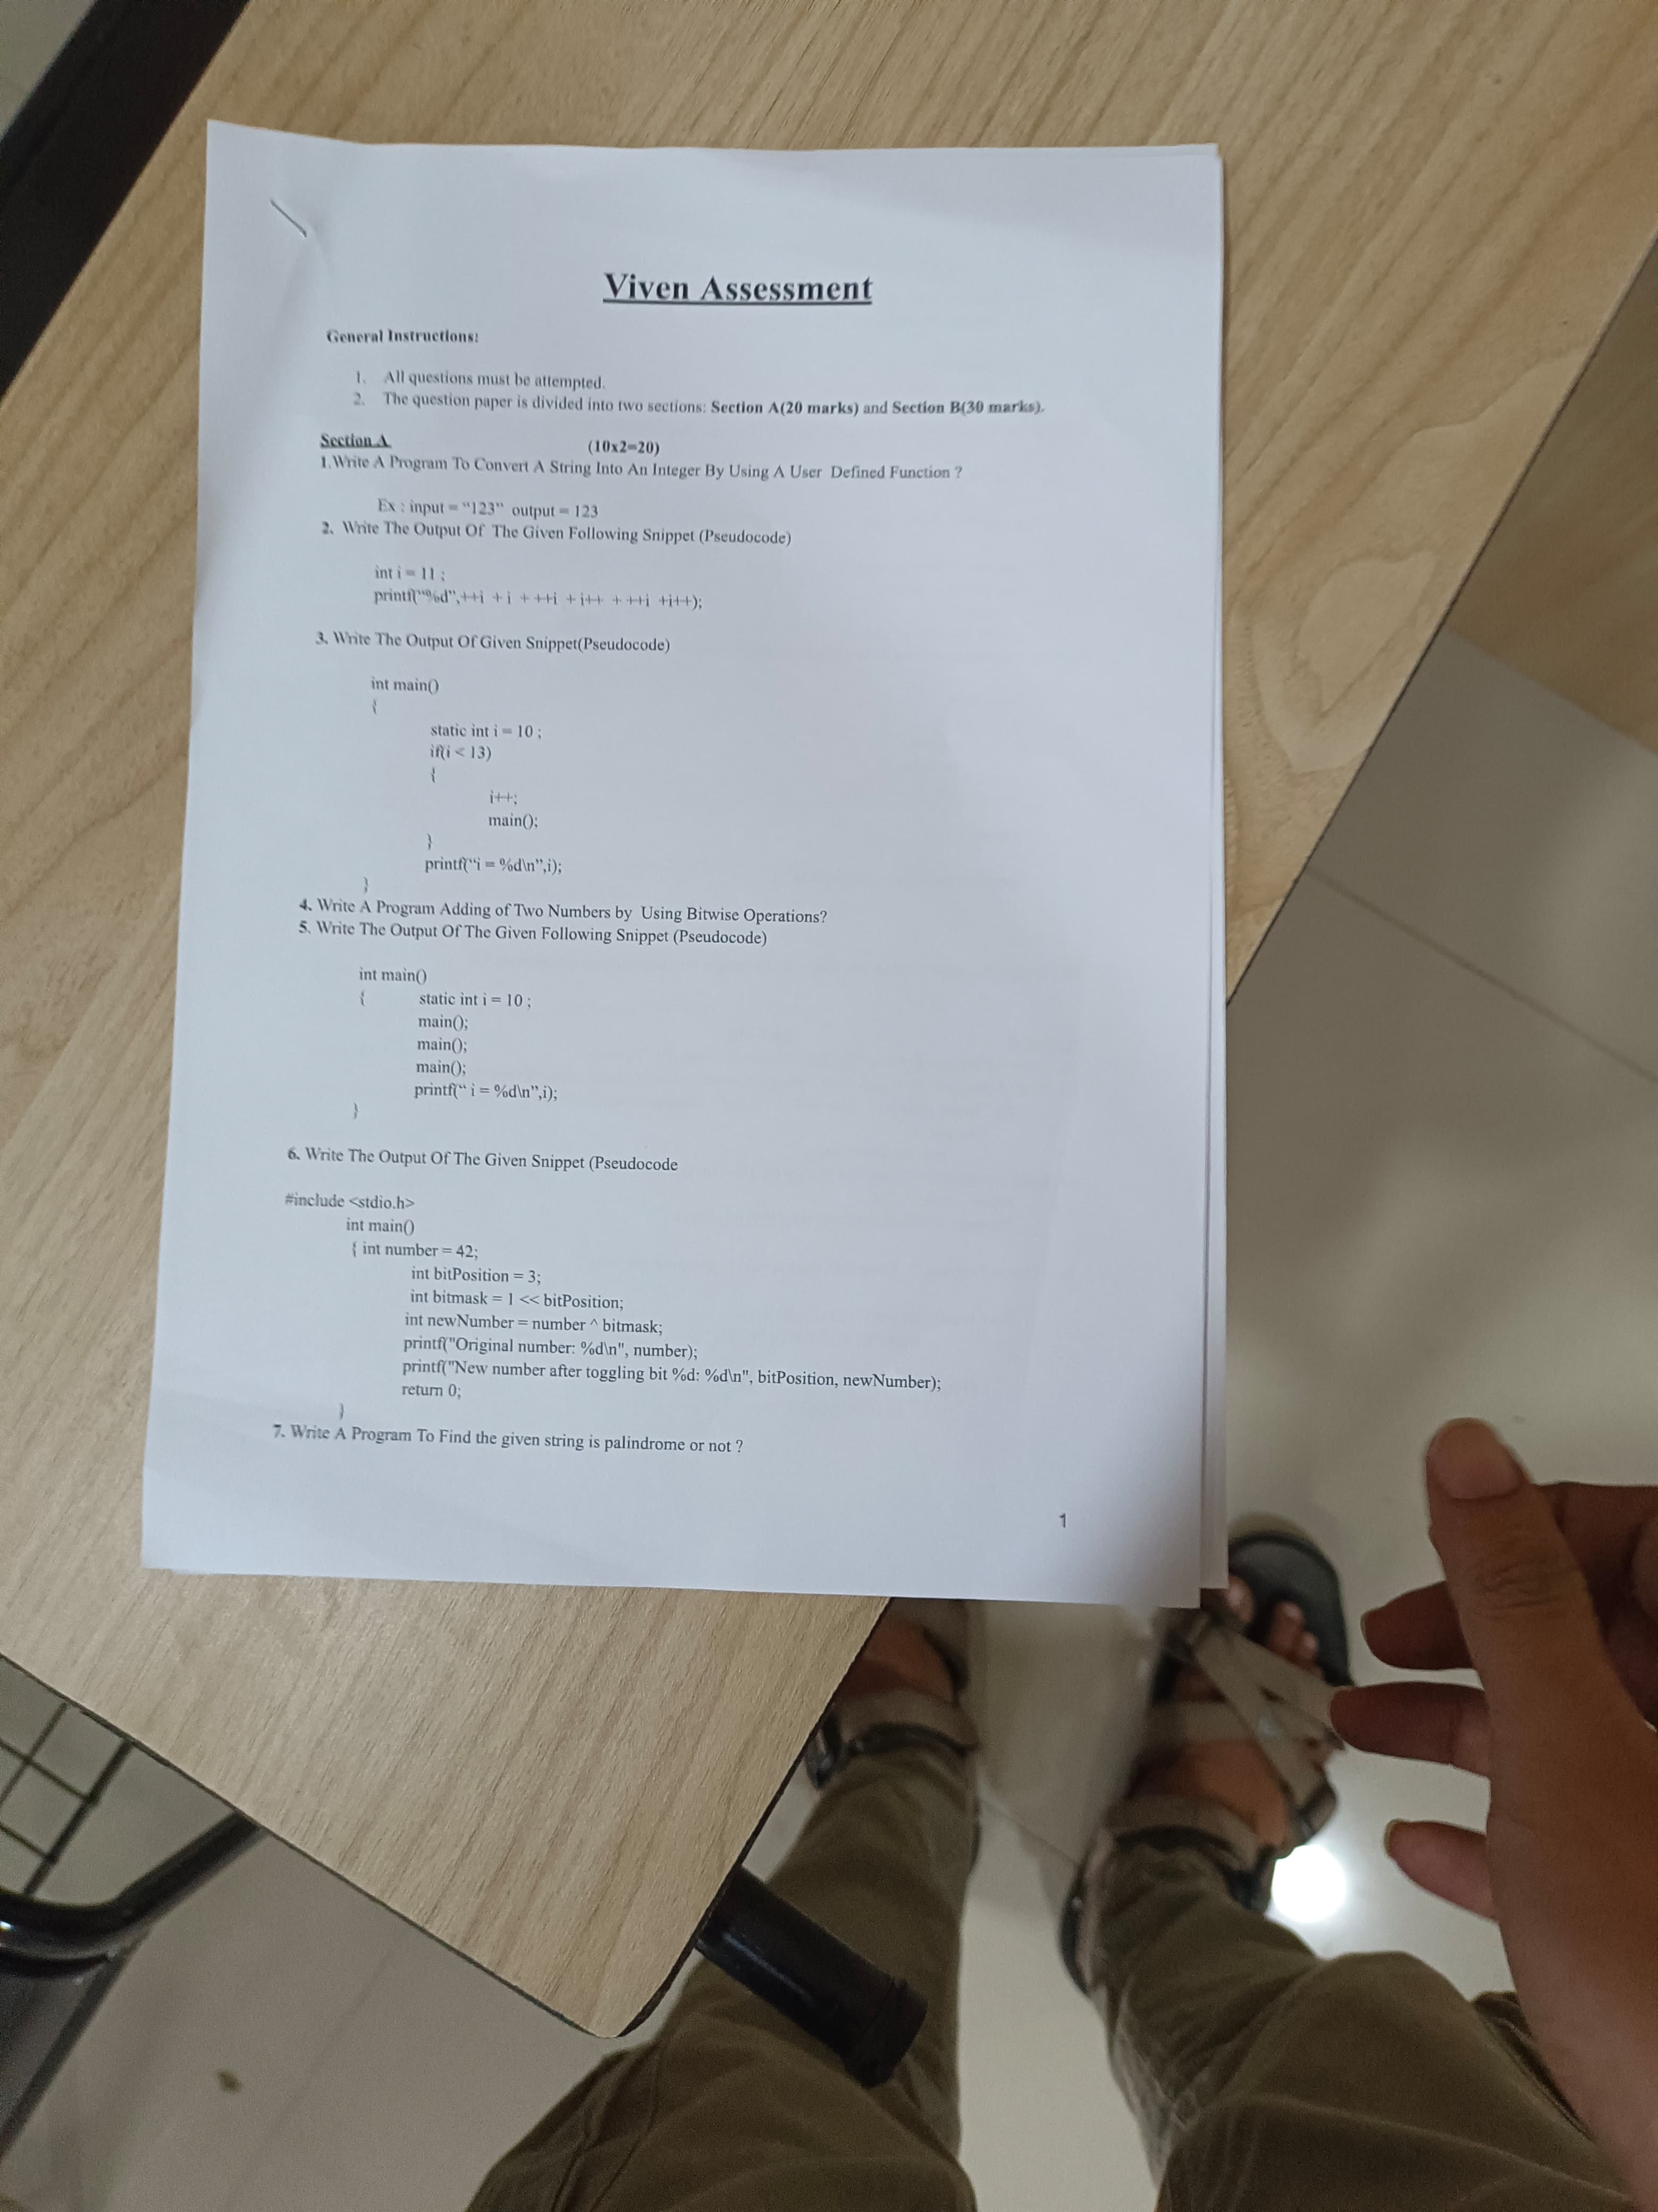 Viven Assessment
General Instructions:
1. All questions must be attempted.
2. The question paper is divided into two sections: Section A(20 marks) and Section B(30 marks).
Section A (10x2=20)
1.Write A Program To Convert A String Into An Integer By Using A User Defined Function ?
Ex : input = “123” output = 123
2. Write The Output Of The Given Following Snippet (Pseudocode)
int i = 11 ;
printf(“%d”,++i + i + ++i + i++ + ++i +i++);
3. Write The Output Of Given Snippet(Pseudocode)
int main()
{
static int i = 10 ;
if(i < 13)
{
i++;
main();
}
printf(“i = %d\n”,i);
}
4. Write A Program Adding of Two Numbers by Using Bitwise Operations?
5. Write The Output Of The Given Following Snippet (Pseudocode)
int main()
{ static int i = 10 ;
main();
main();
main();
printf(“ i = %d\n”,i);
}
6. Write The Output Of The Given Snippet (Pseudocode
#include <stdio.h>
int main()
{ int number = 42;
int bitPosition = 3;
int bitmask = 1 << bitPosition;
int newNumber = number ^ bitmask;
printf("Original number: %d\n", number);
printf("New number after toggling bit %d: %d\n", bitPosition, newNumber);
return 0;
}
7. Write A Program To Find the given string is palindrome or not ?
1